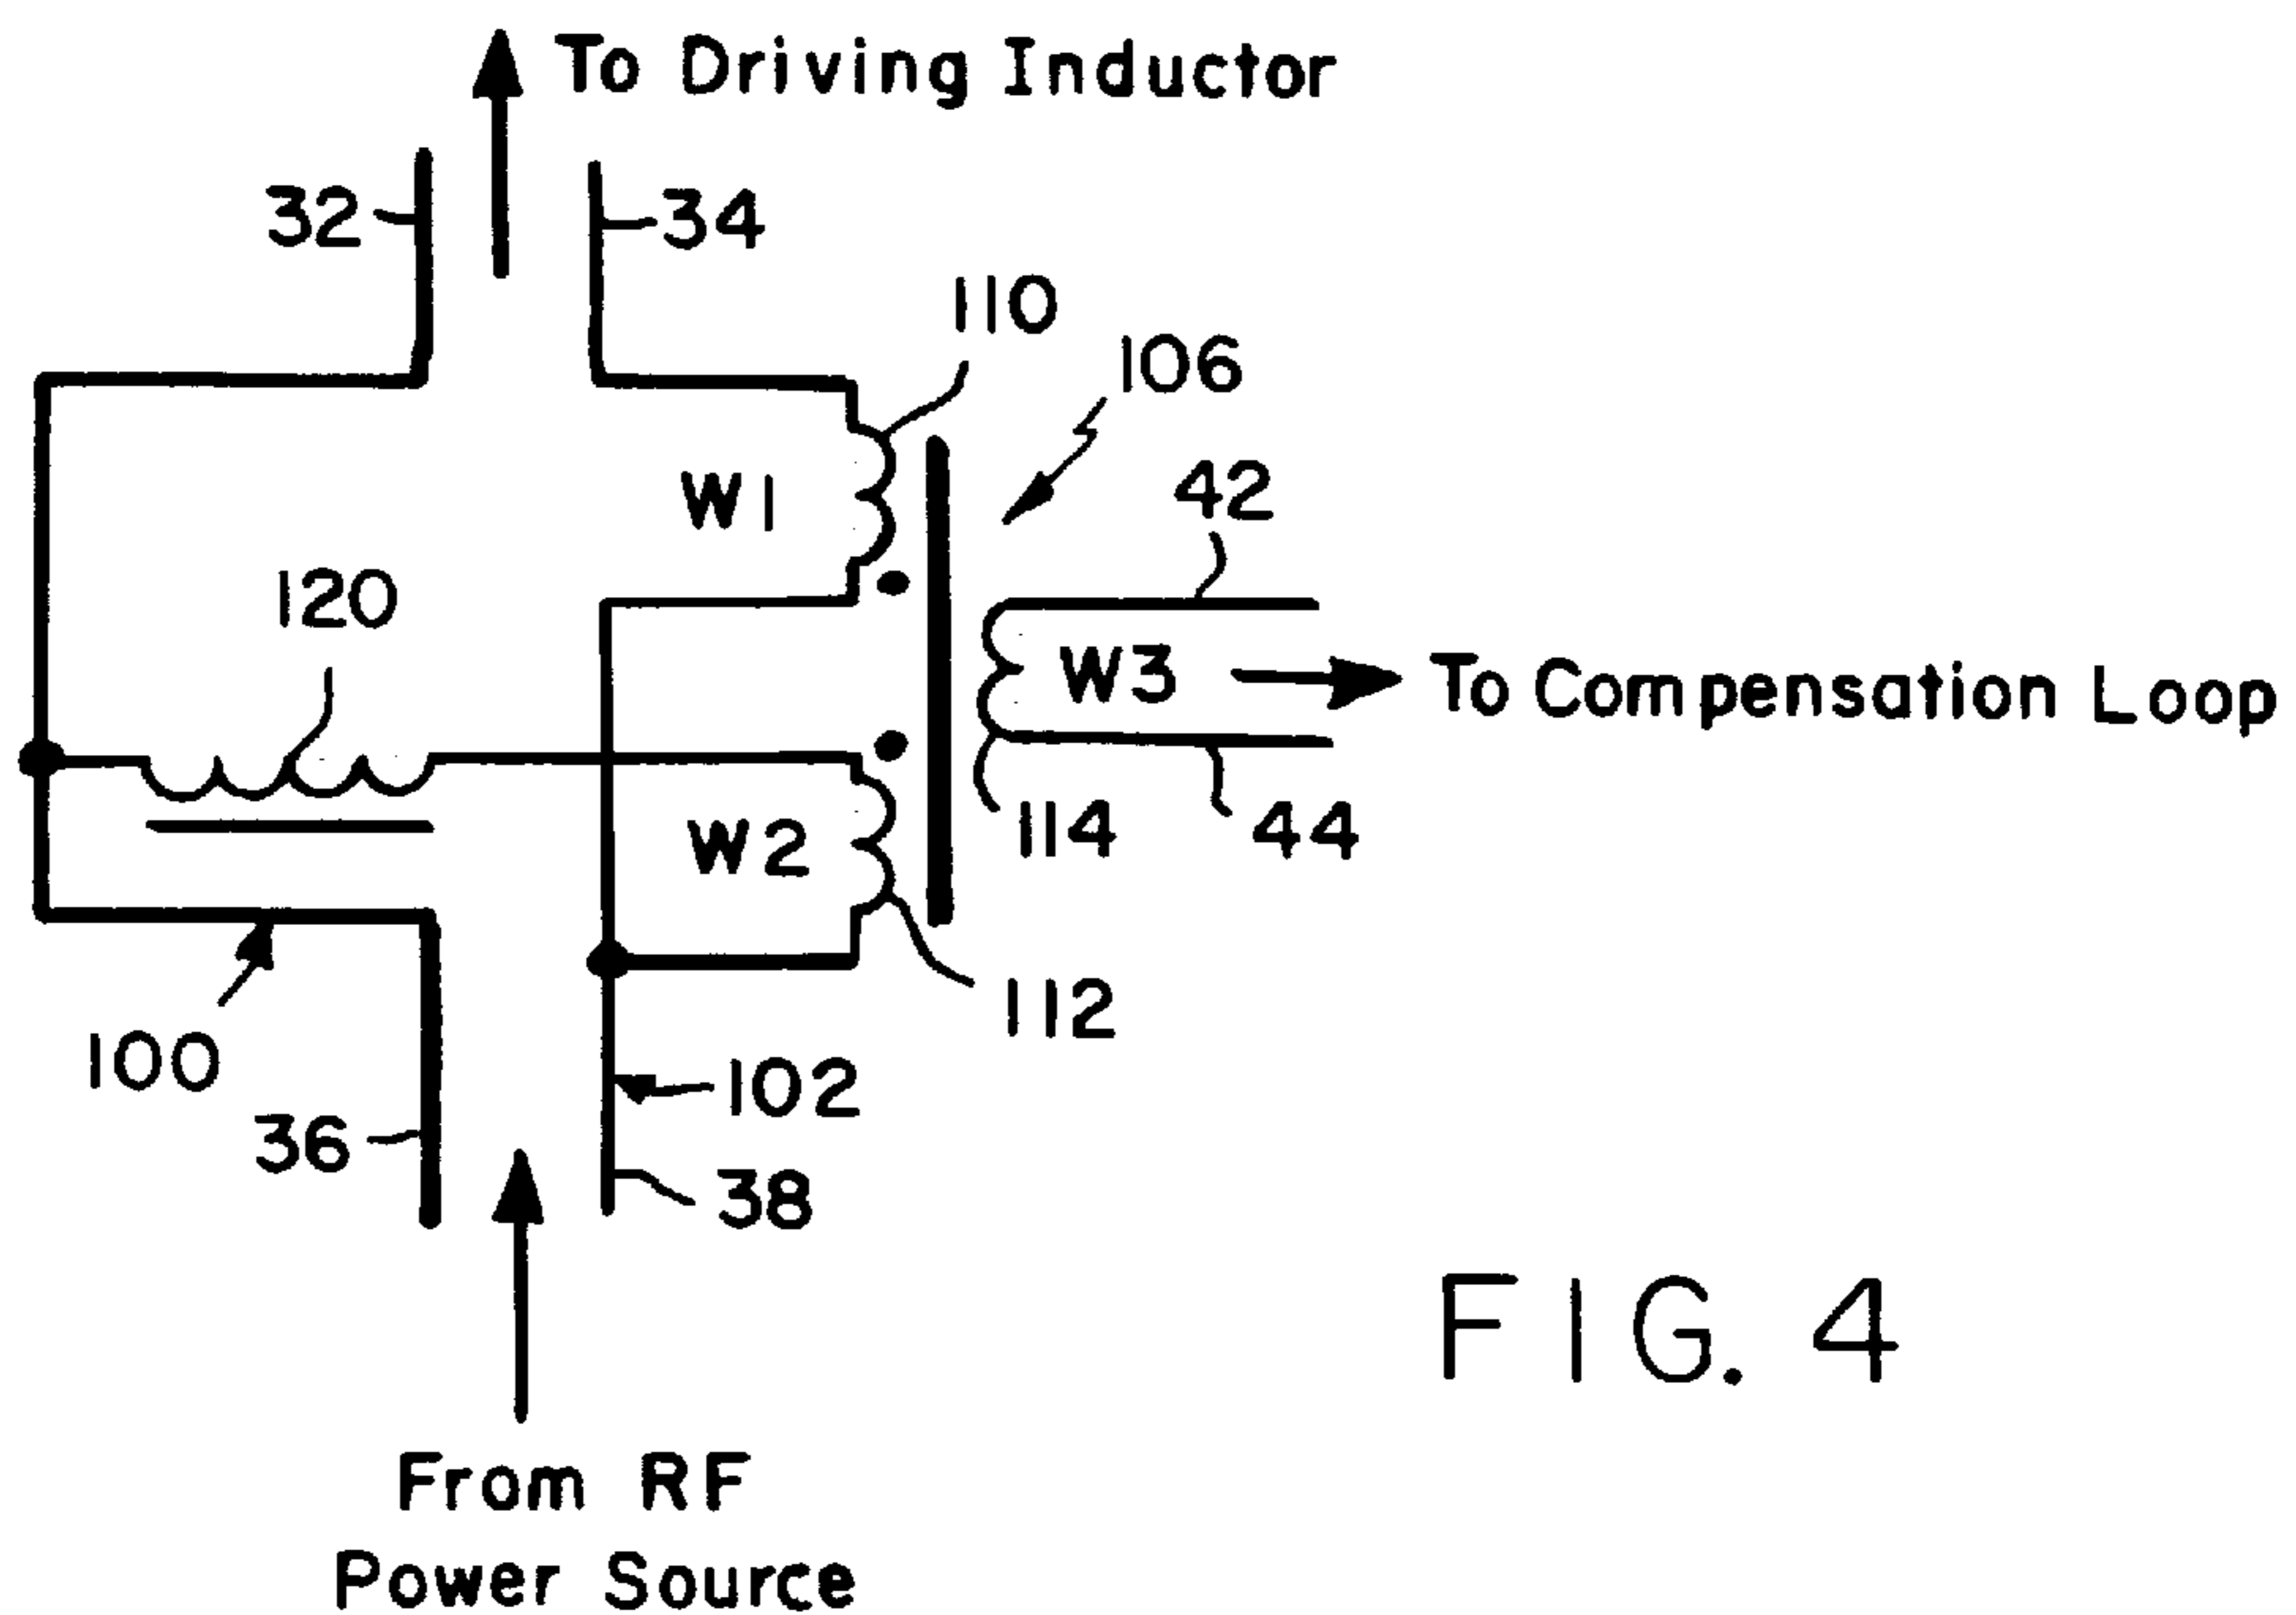 To Driving Inductor
32
34
110
106
42
W1
120
W3
To Compensation Loop
W2
114
44
112
100
102
36
38
FIG. 4
From RF
Power Source